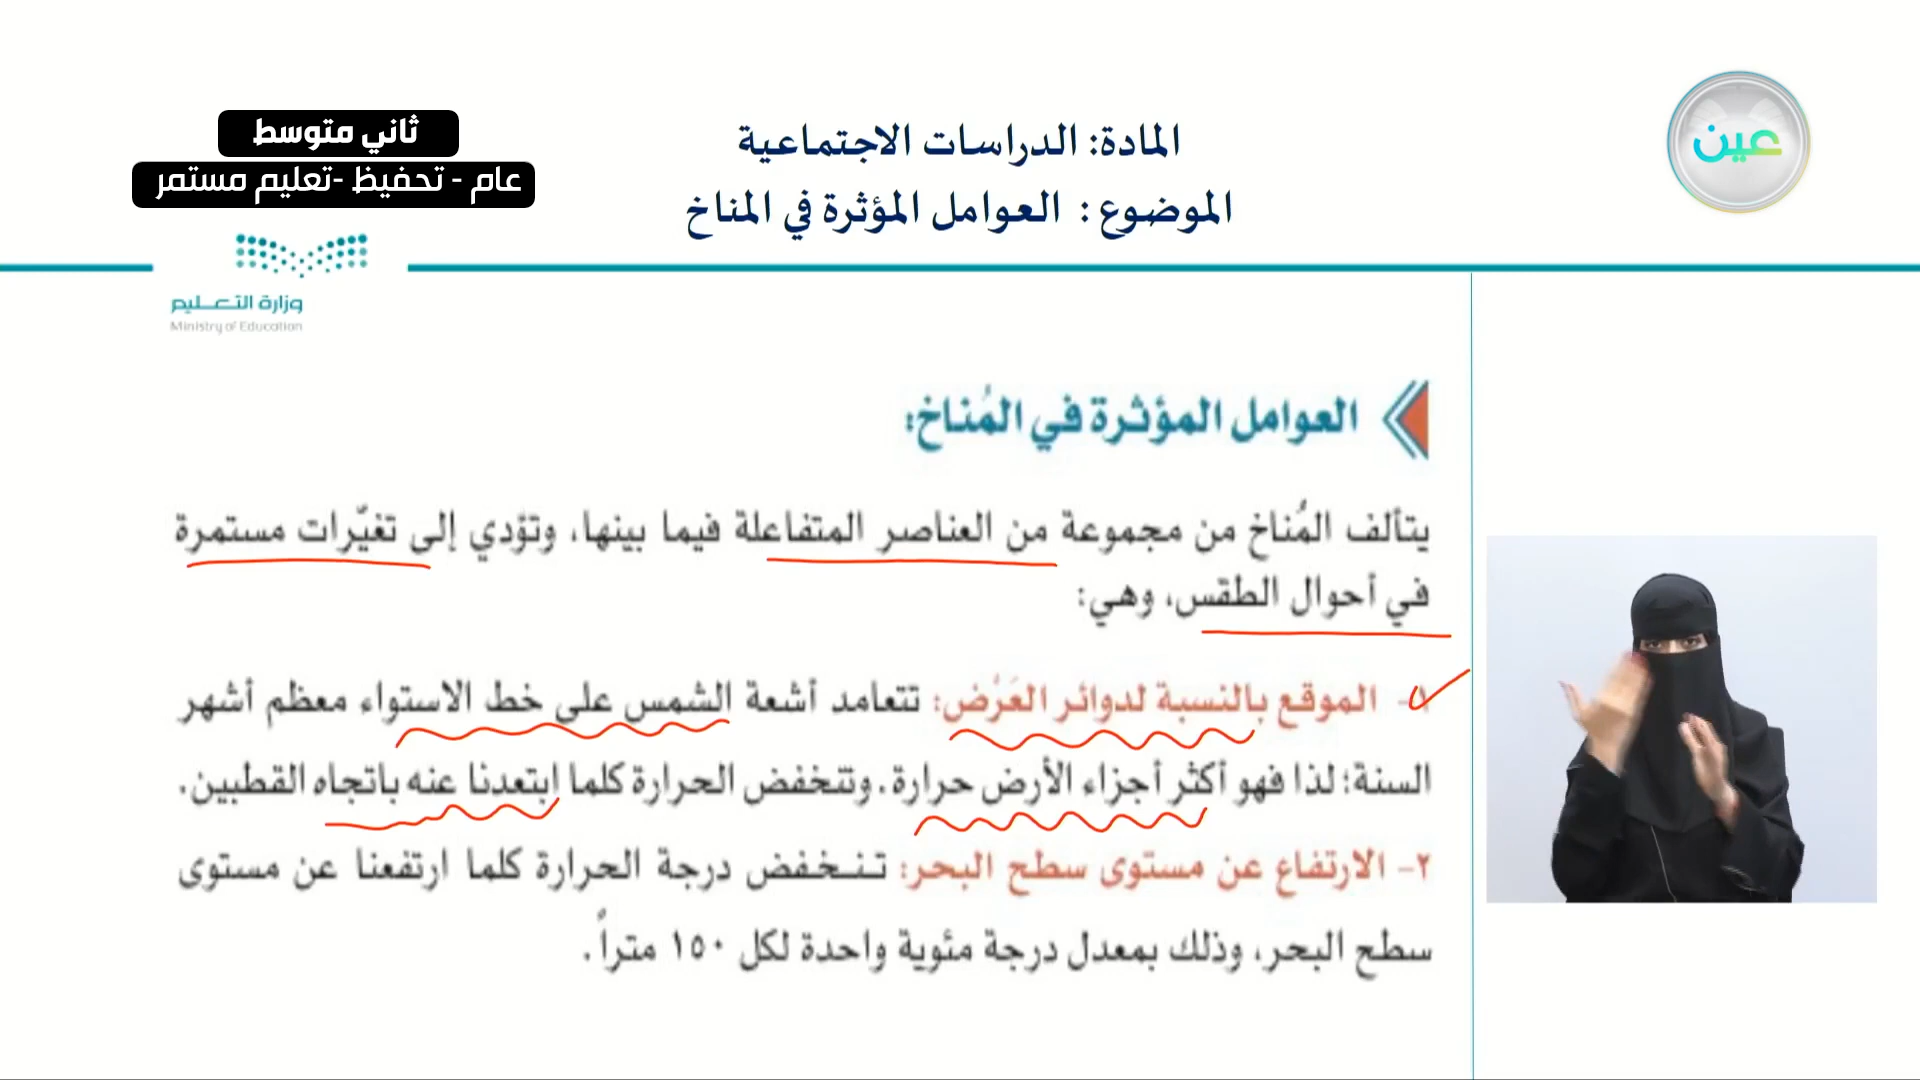 عين
المادة: الدراسات الاجتماعية
الموضوع : العوامل المؤثرة في المناخ
ثاني متوسط
عام - تحفيظ -تعليم مستمر
وزارة التعليم
Ministry of Education
العوامل المؤثرة في المُناخ:
يتألف المُناخ من مجموعة من العناصر المتفاعلة فيما بينها، وتؤدي إلى تغيّرات مستمرة
في أحوال الطقس، وهي:
١- الموقع بالنسبة لدوائر العَرْض: تتعامد أشعة الشمس على خط الاستواء معظم أشهر
السنة؛ لذا فهو أكثر أجزاء الأرض حرارة. وتنخفض الحرارة كلما ابتعدنا عنه باتجاه القطبين.
٢- الارتفاع عن مستوى سطح البحر: تنخفض درجة الحرارة كلما ارتفعنا عن مستوى
سطح البحر، وذلك بمعدل درجة مئوية واحدة لكل ١٥٠ متراً.